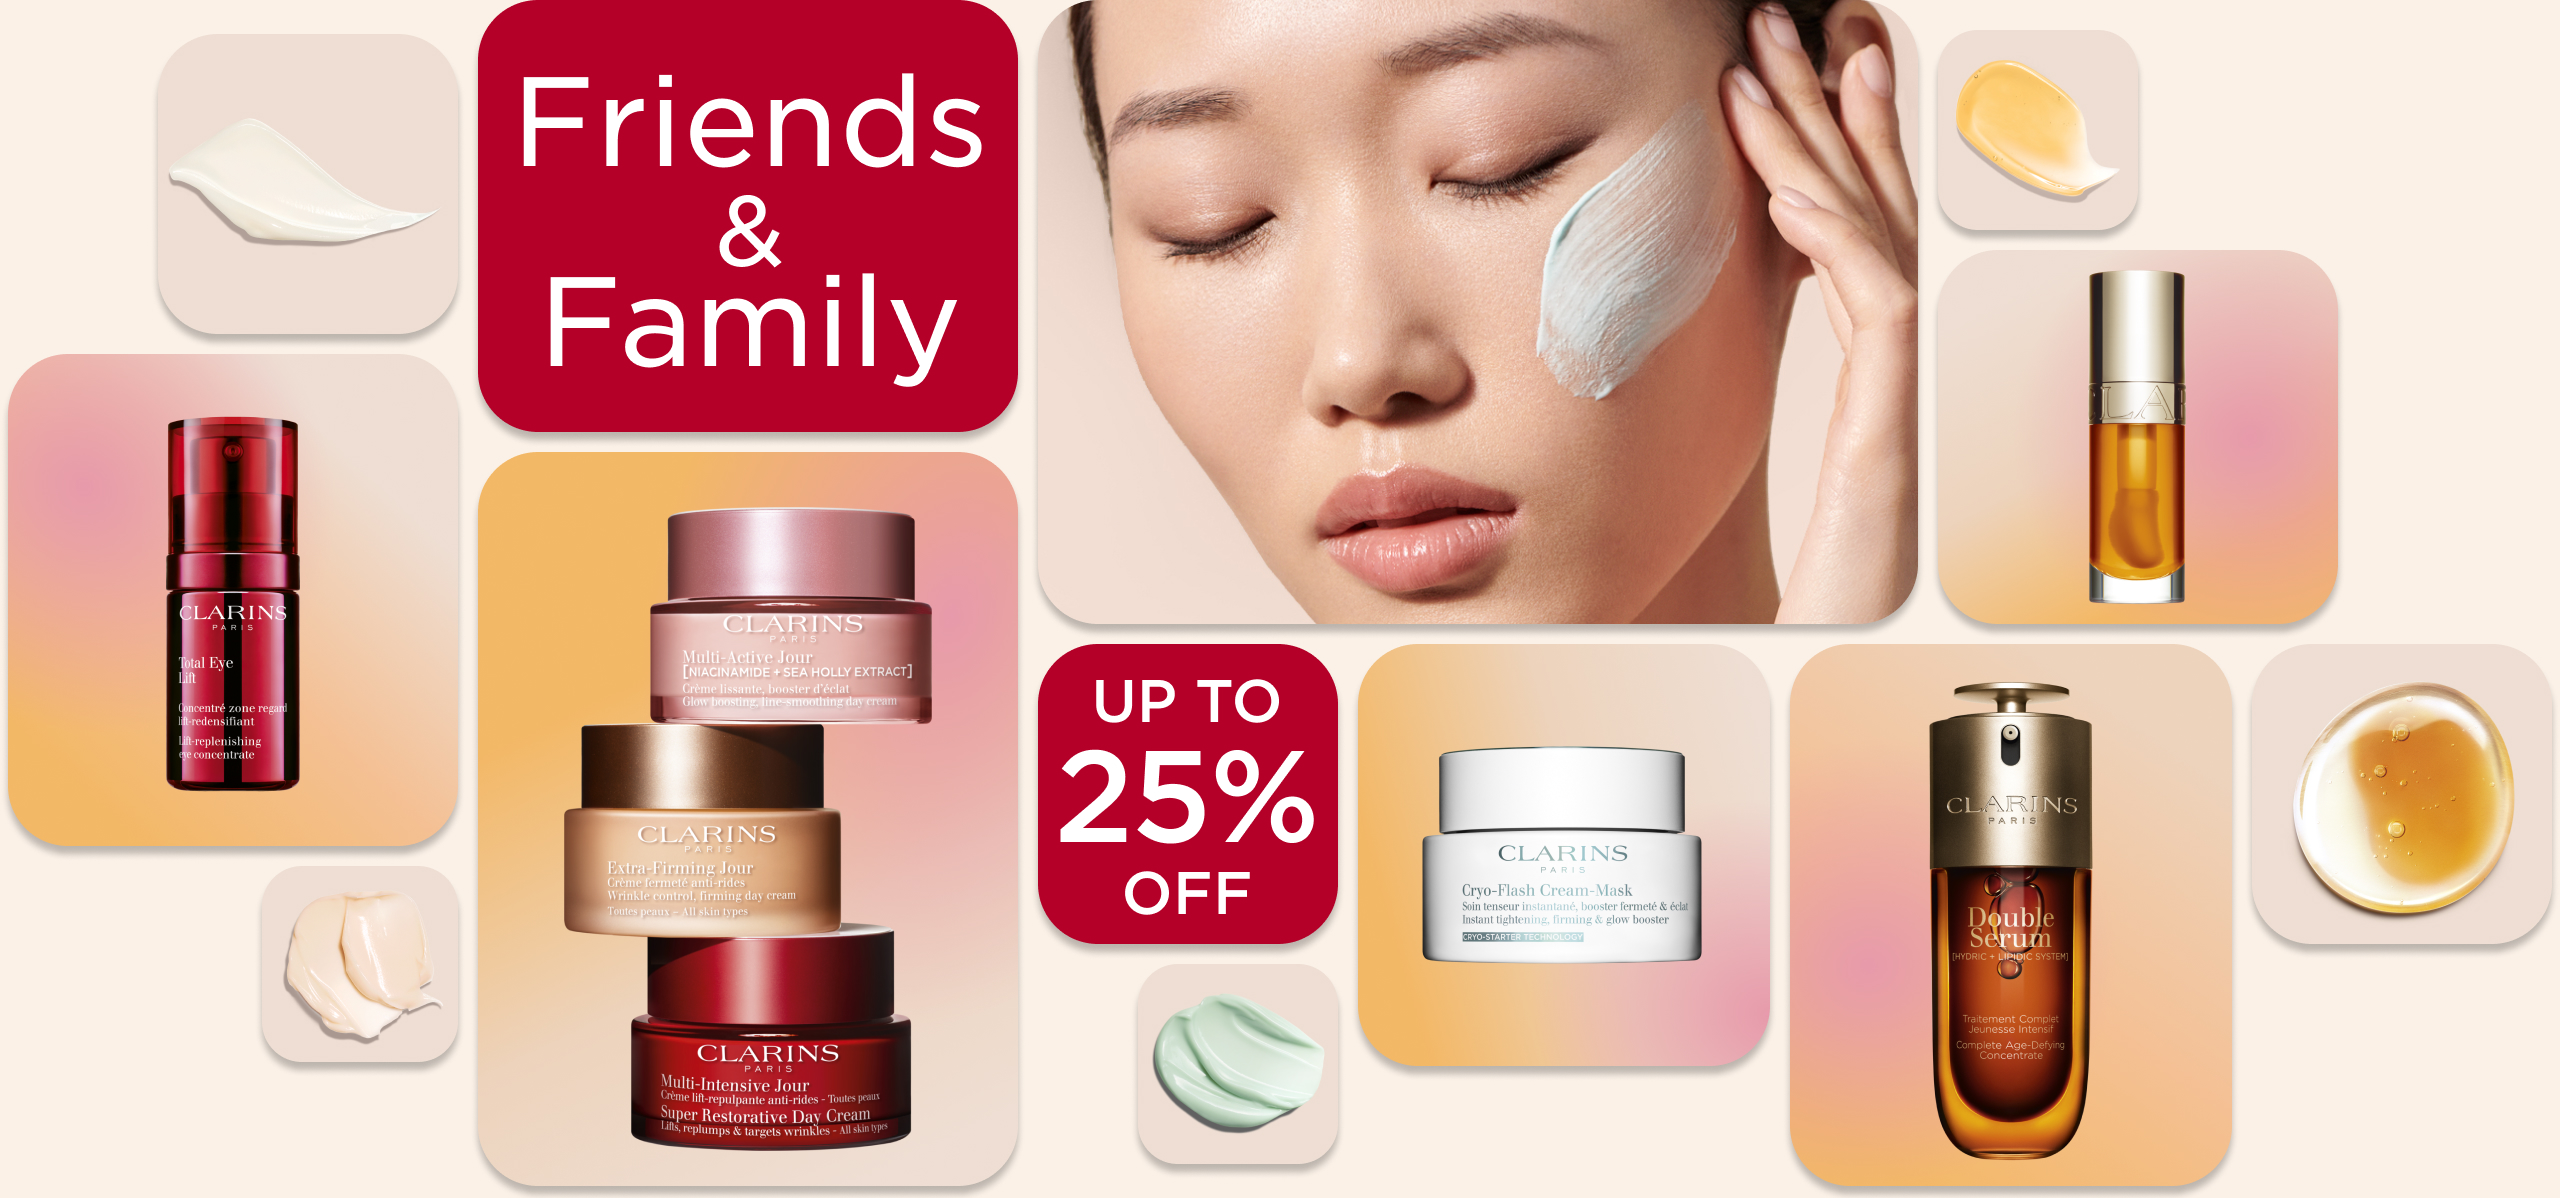 Friends
&
Family
CLARINS
PARIS
Total Eye
Lift
Concentré zone regard
lift-redensifiant
Lift-replenishing
eye concentrate
CLARINS
PARIS
Multi-Active Jour
[NIACINAMIDE + SEA HOLLY EXTRACT]
Crème lissante, booster d'éclat
Glow boosting, fine-smoothing day cream
CLARINS
PARIS
Extra-Firming Jour
Crème fermeté anti-rides
Wrinkle control, firming day cream
Toutes peaux - All skin types
CLARINS
PARIS
Multi-Intensive Jour
Crème lift-repulpante anti-rides - Toutes peaux
Super Restorative Day Cream
Lifts, replumps & targets wrinkles - All skin types
UP TO
25%
OFF
CLARINS
PARIS
Cryo-Flash Cream-Mask
Soin tenseur instantané, booster fermeté & éclat
Instant tightening, firming & glow booster
CRYO-STARTER TECHNOLOGY
CLAR
CLARINS
PARIS
Double
Serum
[HYDRIC + LIPIDIC SYSTEM]
Traitement Complet
Jeunesse Intensif
Complete Age-Defying
Concentrate